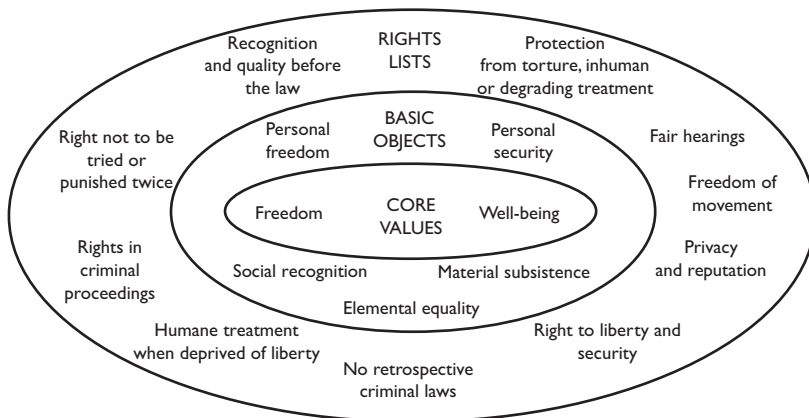 Recognition
and quality before
the law
RIGHTS
LISTS
Protection
from torture, inhuman
or degrading treatment
Right not to be
tried or
punished twice
Personal
freedom
BASIC
OBJECTS
Personal
security
Fair hearings
Freedom of
movement
Freedom
CORE
VALUES
Well-being
Rights in
criminal
proceedings
Social recognition
Material subsistence
Privacy
and reputation
Elemental equality
Humane treatment
when deprived of liberty
No retrospective
criminal laws
Right to liberty and
security